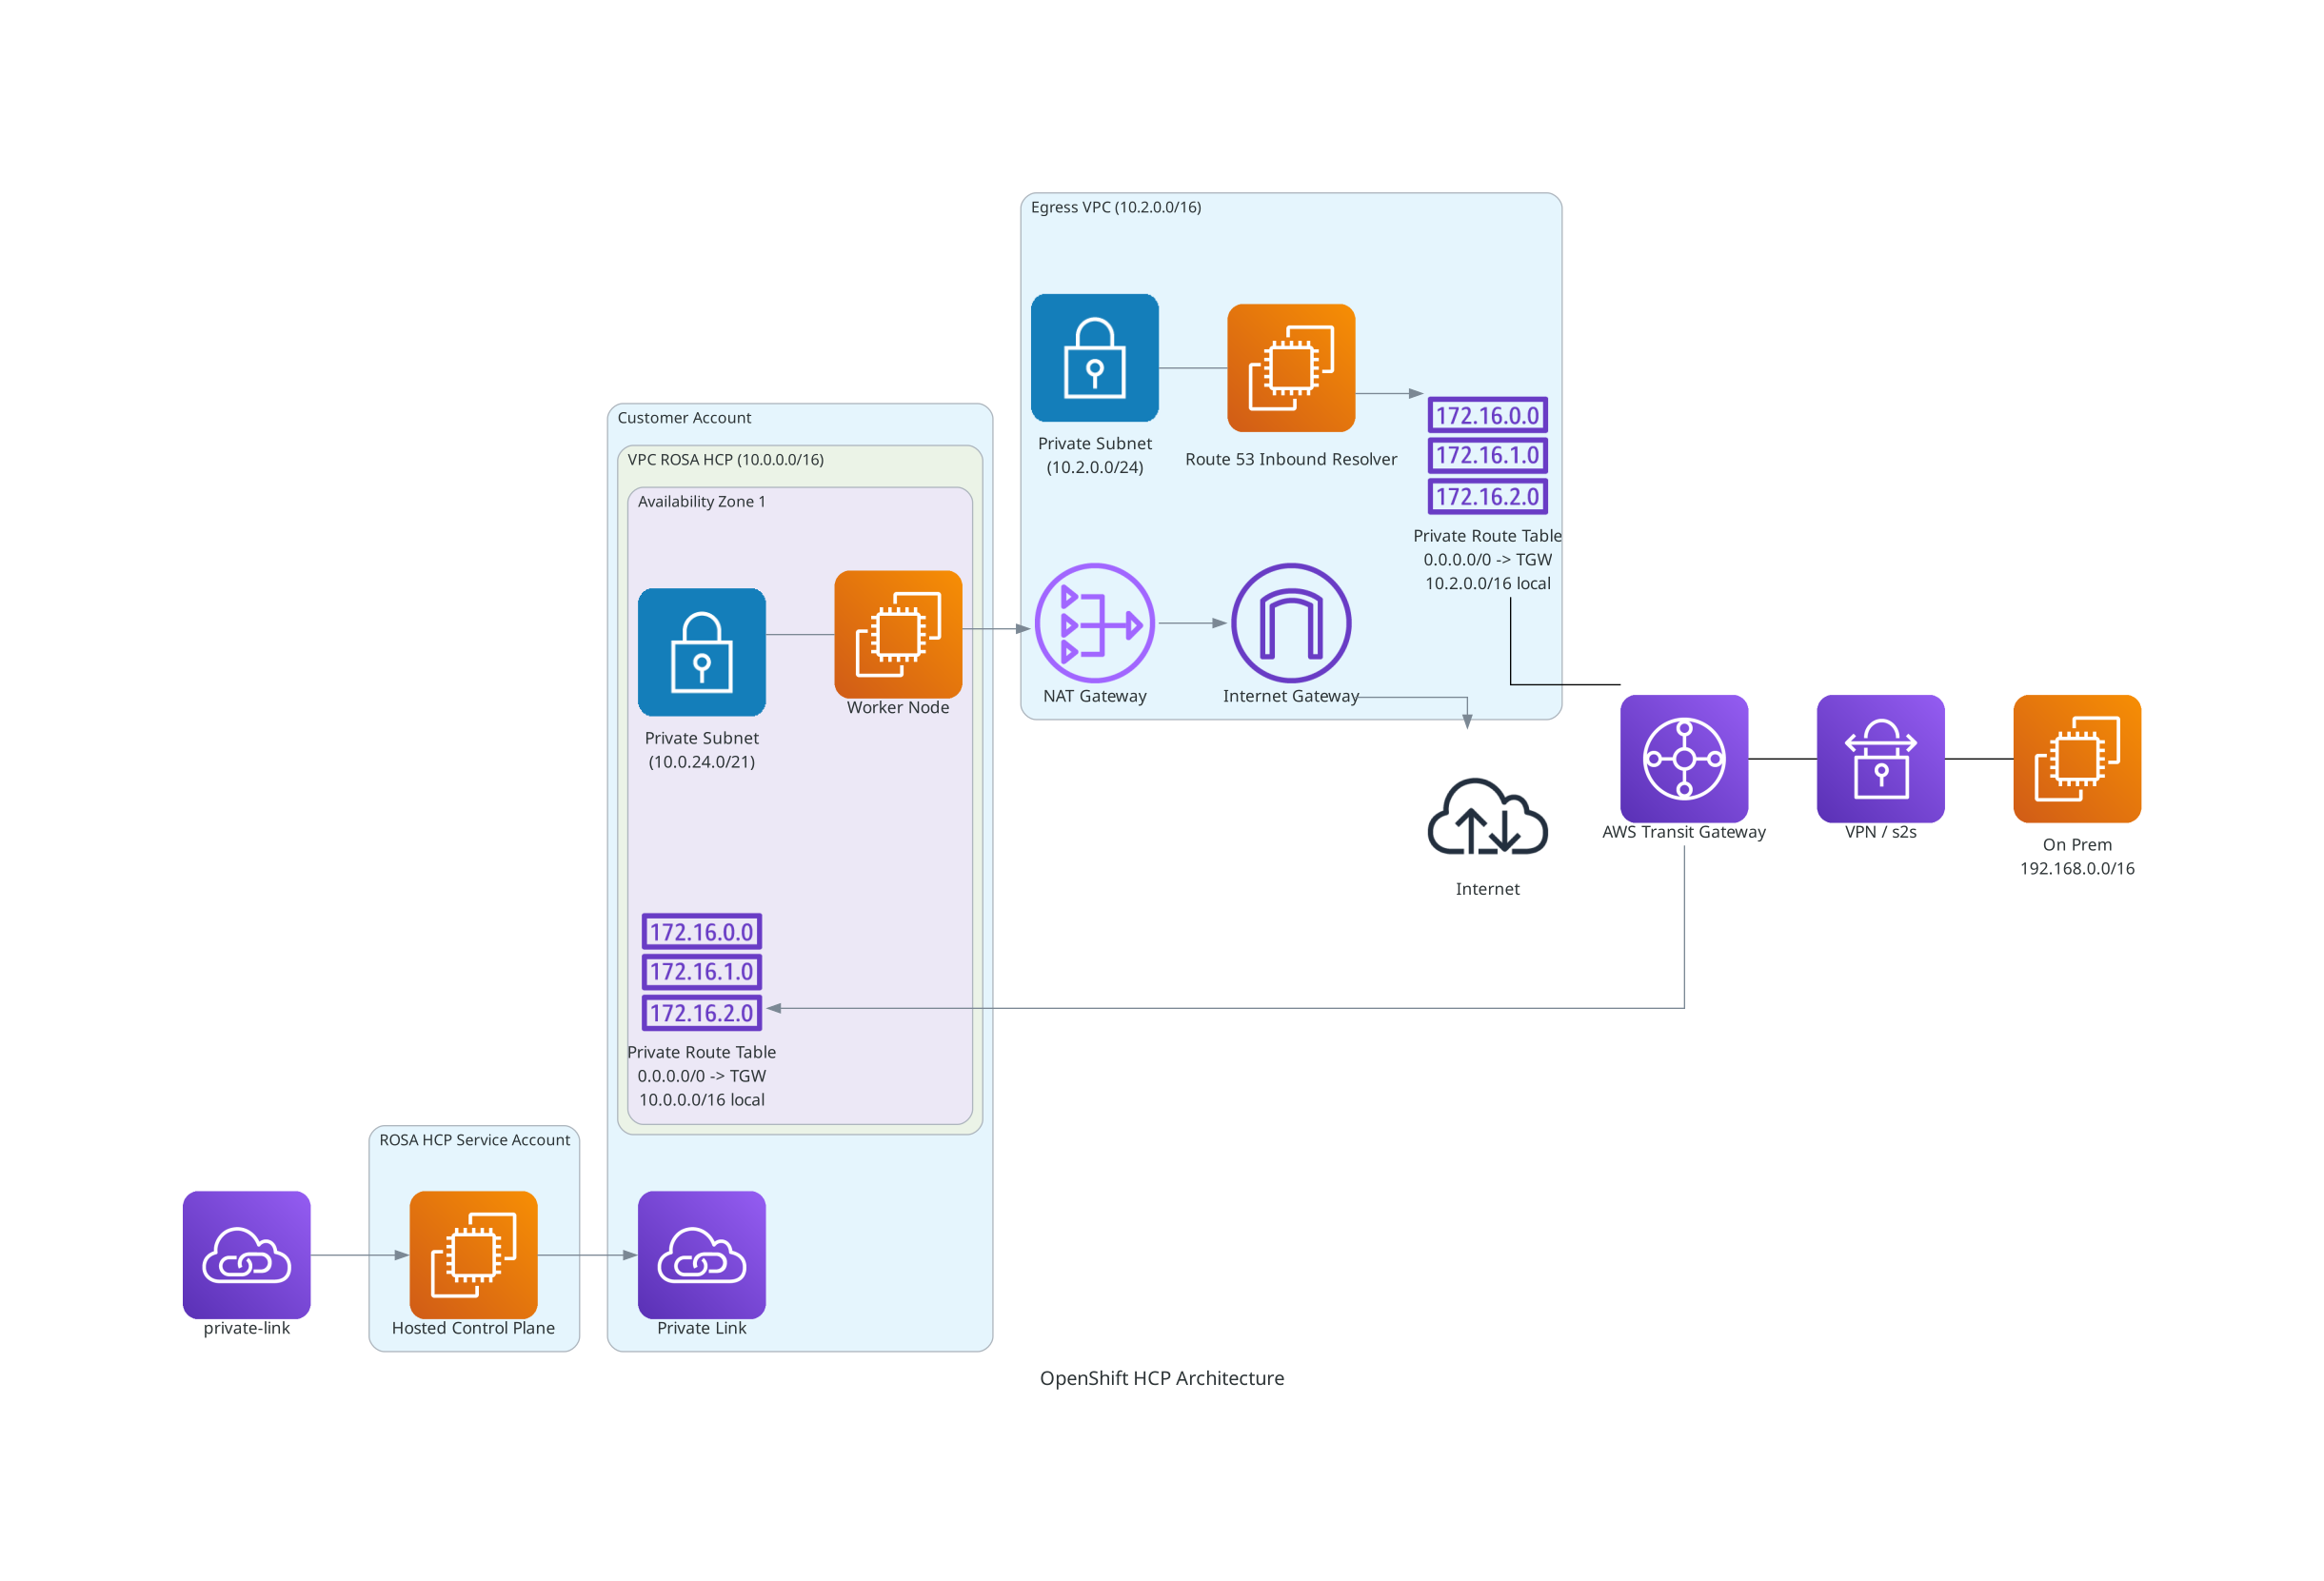 Egress VPC (10.2.0.0/16)
Private Subnet
(10.2.0.0/24)
Route 53 Inbound Resolver
172.16.0.0
172.16.1.0
172.16.2.0
Private Route Table
0.0.0.0/0 -> TGW
10.2.0.0/16 local
NAT Gateway
Internet Gateway
Customer Account
VPC ROSA HCP (10.0.0.0/16)
Availability Zone 1
Private Subnet
(10.0.24.0/21)
Worker Node
Internet
AWS Transit Gateway
VPN / s2s
On Prem
192.168.0.0/16
172.16.0.0
172.16.1.0
172.16.2.0
Private Route Table
0.0.0.0/0 -> TGW
10.0.0.0/16 local
ROSA HCP Service Account
private-link
Hosted Control Plane
Private Link
OpenShift HCP Architecture